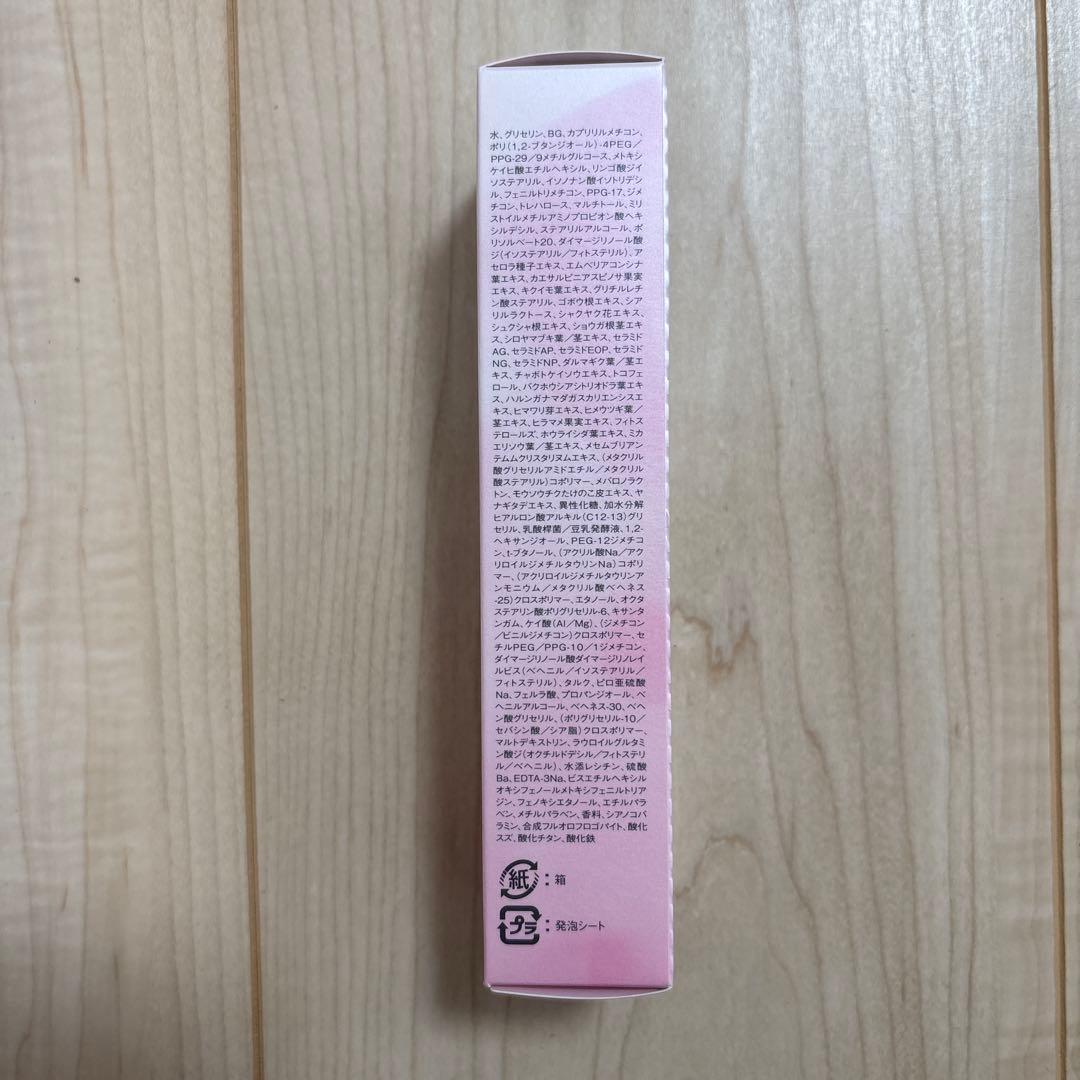 水、グリセリン、BG、カプリリルメチコン、
ポリ(1,2-ブタンジオール)-4PEG/
PPG-29/9メチルグルコース、メトキシ
ケイヒ酸エチルヘキシル、リンゴ酸ジイ
ソステアリル、イソノナン酸イソトリデシ
ル、フェニルトリメチコン、PPG-17、ジメ
チコン、トレハロース、マルチトール、ミリ
ストイルメチルアミノプロピオン酸ヘキ
シルデシル、ステアリルアルコール、ポ
リソルベート20、ダイマージリノール酸
ジ(イソステアリル/フィトステリル)、ア
セロラ種子エキス、エムベリアコンシナ
葉エキス、カエサルピニアスピノサ果実
エキス、キクイモ葉エキス、グリチルレチ
ン酸ステアリル、ゴボウ根エキス、シア
リルラクトース、シャクヤク花エキス、
シュクシャ根エキス、ショウガ根茎エキ
ス、シロヤマブキ葉/茎エキス、セラミド
AG、セラミドAP、セラミドEOP、セラミド
NG、セラミドNP、ダルマギク葉/茎エ
キス、チャボトケイソウエキス、トコフェ
ロール、バクホウシアシトリオドラ葉エキ
ス、ハルンガナマダガスカリエンシスエ
キス、ヒマワリ芽エキス、ヒメウツギ葉/
茎エキス、ヒラマメ果実エキス、フィトス
テロールズ、ホウライシダ葉エキス、ミカ
エリソウ葉/茎エキス、メセムブリアン
テムムクリスタリヌムエキス、(メタクリル
酸グリセリルアミドエチル/メタクリル
酸ステアリル)コポリマー、メバロノラク
トン、モウソウチクたけのこ皮エキス、ヤ
ナギタデエキス、異性化糖、加水分解
ヒアルロン酸アルキル(C12-13)グリ
セリル、乳酸桿菌/豆乳発酵液、1,2-
ヘキサンジオール、PEG-12ジメチコ
ン、t-ブタノール、(アクリル酸Na/アク
リロイルジメチルタウリンNa)コポリ
マー、(アクリロイルジメチルタウリンア
ンモニウム/メタクリル酸ベヘネス
-25)クロスポリマー、エタノール、オクタ
ステアリン酸ポリグリセリル-6、キサンタ
ンガム、ケイ酸(Al/Mg)、(ジメチコン
/ビニルジメチコン)クロスポリマー、セ
チルPEG/PPG-10/1ジメチコン、
ダイマージリノール酸ダイマージリノレイ
ルビス(ベヘニル/イソステアリル/
フィトステリル)、タルク、ピロ亜硫酸
Na、フェルラ酸、プロパンジオール、ベ
ヘニルアルコール、ベヘネス-30、ベヘ
ン酸グリセリル、(ポリグリセリル-10/
セバシン酸/シア脂)クロスポリマー、
マルトデキストリン、ラウロイルグルタミ
ン酸ジ(オクチルドデシル/フィトステリ
ル/ベヘニル)、水添レシチン、硫酸
Ba、EDTA-3Na、ビスエチルヘキシル
オキシフェノールメトキシフェニルトリア
ジン、フェノキシエタノール、エチルパラ
ベン、メチルパラベン、香料、シアノコバ
ラミン、合成フルオロフロゴパイト、酸化
スズ、酸化チタン、酸化鉄
紙:箱
プラ:発泡シート